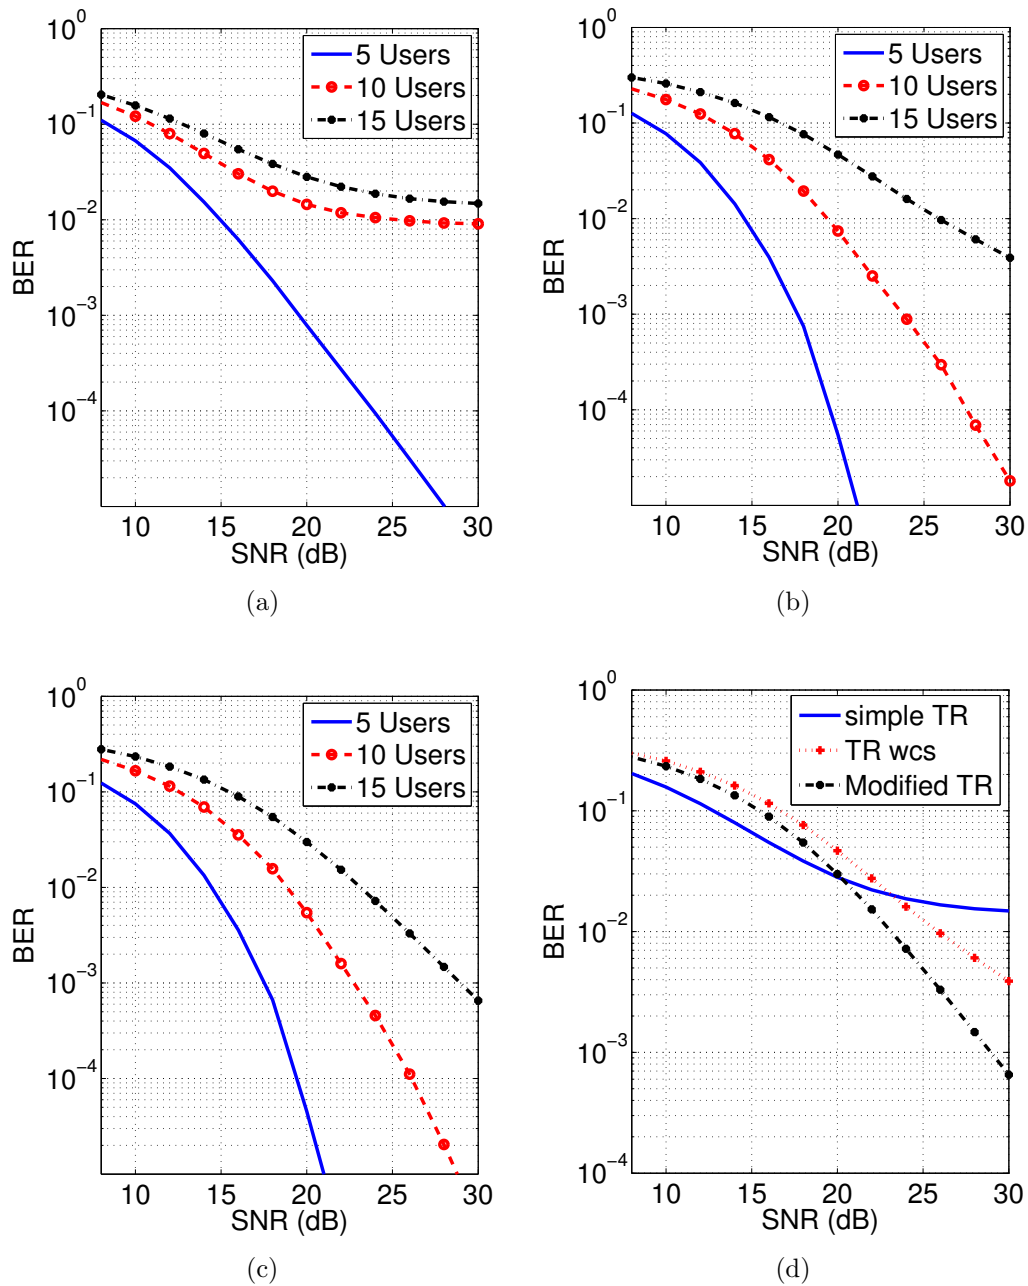 (a)
10^0
10^-1
10^-2
10^-3
10^-4
BER
10
15
20
25
30
SNR (dB)
5 Users
10 Users
15 Users
(b)
10^0
10^-1
10^-2
10^-3
10^-4
BER
10
15
20
25
30
SNR (dB)
5 Users
10 Users
15 Users
(a)
(b)
10^0
10^-1
10^-2
10^-3
10^-4
BER
10
15
20
25
30
SNR (dB)
5 Users
10 Users
15 Users
(c)
10^0
10^-1
10^-2
10^-3
10^-4
BER
10
15
20
25
30
SNR (dB)
simple TR
TR wcs
Modified TR
(d)